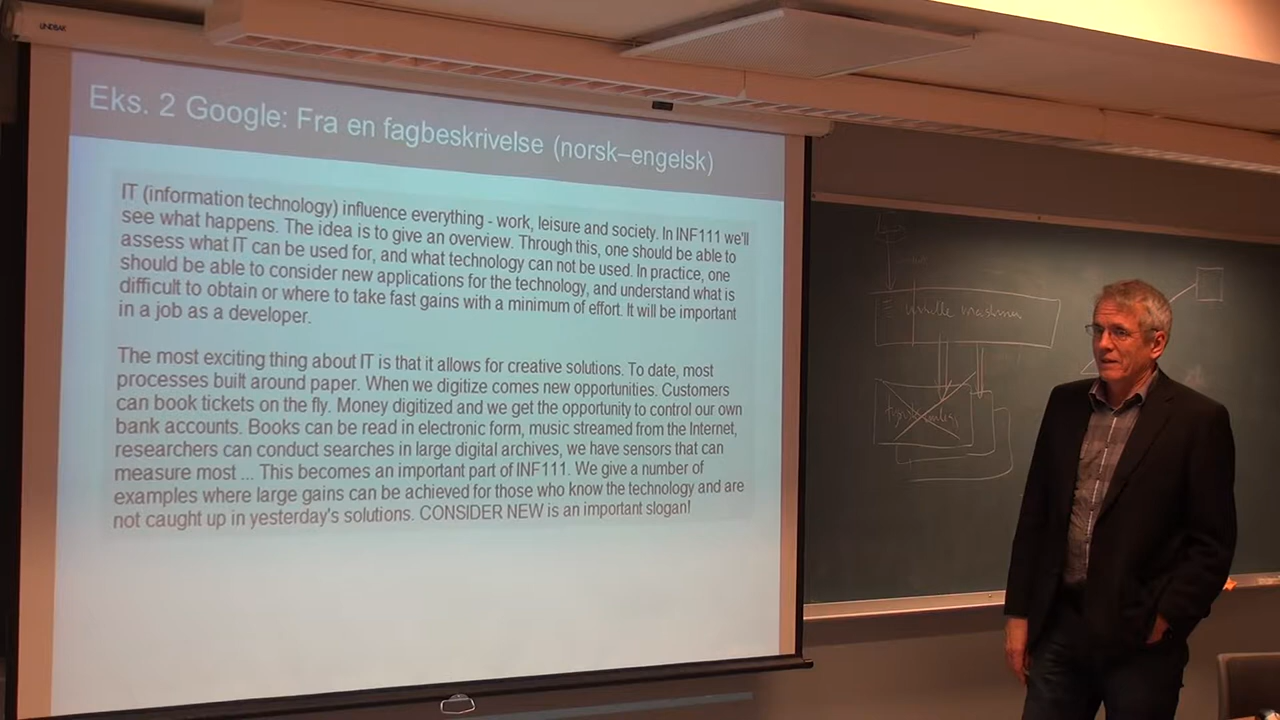 LINDBAK
Eks. 2 Google: Fra en fagbeskrivelse (norsk–engelsk)
IT (information technology) influence everything - work, leisure and society. In INF111 we'll
see what happens. The idea is to give an overview. Through this, one should be able to
assess what IT can be used for, and what technology can not be used. In practice, one
should be able to consider new applications for the technology, and understand what is
difficult to obtain or where to take fast gains with a minimum of effort. It will be important
in a job as a developer.
The most exciting thing about IT is that it allows for creative solutions. To date, most
processes built around paper. When we digitize comes new opportunities. Customers
can book tickets on the fly. Money digitized and we get the opportunity to control our own
bank accounts. Books can be read in electronic form, music streamed from the Internet,
researchers can conduct searches in large digital archives, we have sensors that can
measure most ... This becomes an important part of INF111. We give a number of
examples where large gains can be achieved for those who know the technology and are
not caught up in yesterday's solutions. CONSIDER NEW is an important slogan!